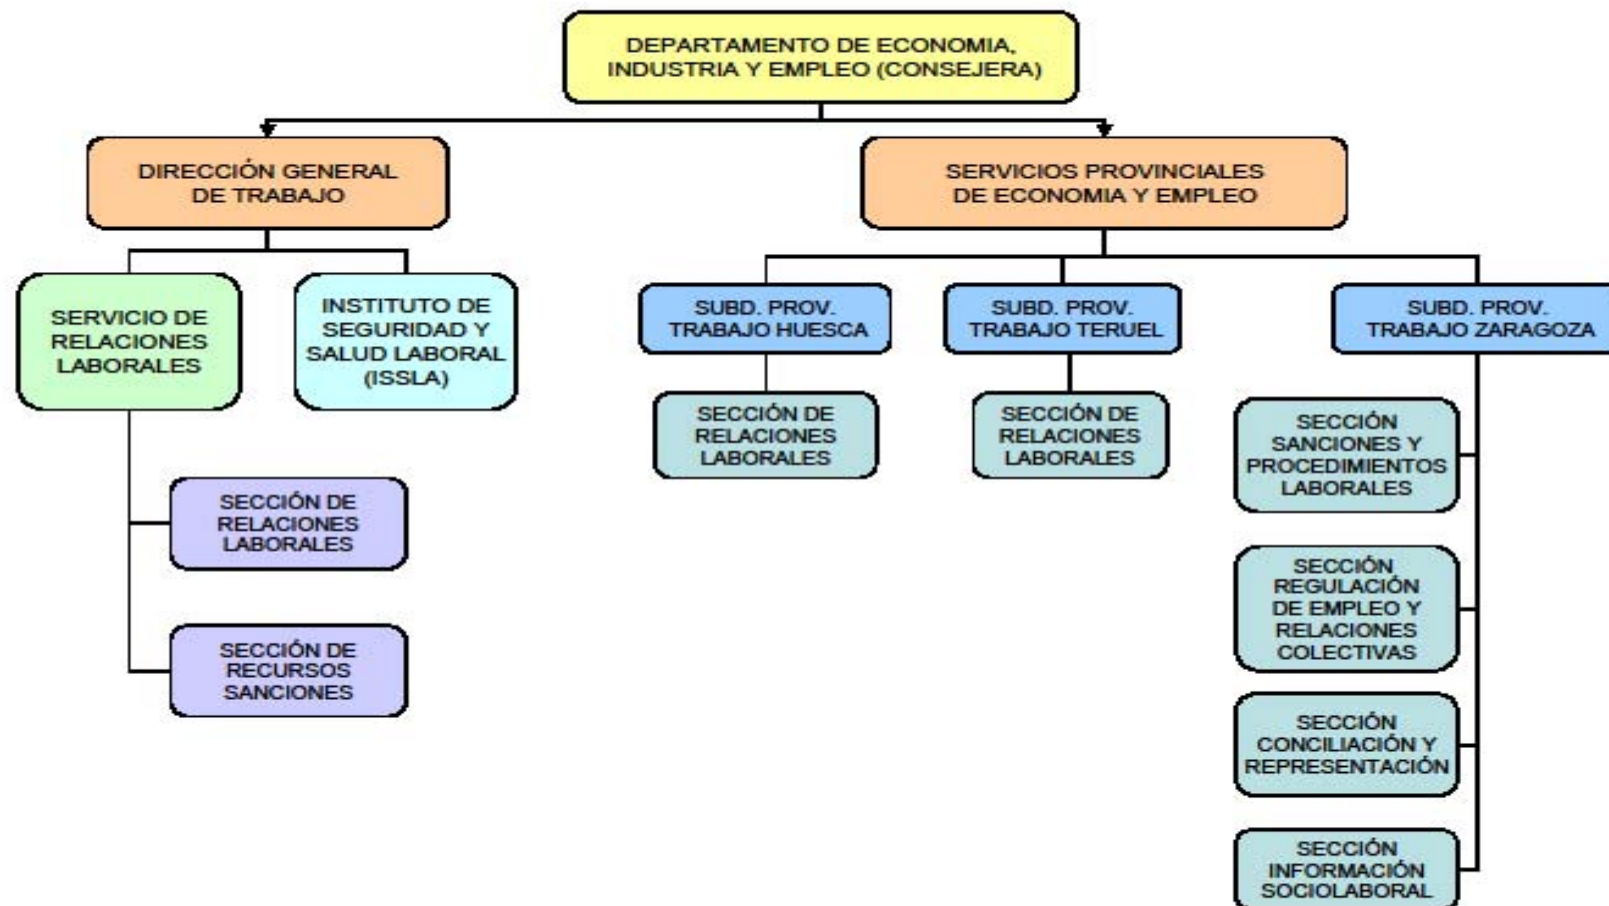 DEPARTAMENTO DE ECONOMIA,
INDUSTRIA Y EMPLEO (CONSEJERA)
DIRECCIÓN GENERAL
DE TRABAJO
SERVICIOS PROVINCIALES
DE ECONOMIA Y EMPLEO
SERVICIO DE
RELACIONES
LABORALES
INSTITUTO DE
SEGURIDAD Y
SALUD LABORAL
(ISSLA)
SECCIÓN DE
RELACIONES
LABORALES
SECCIÓN DE
RECURSOS
SANCIONES
SUBD. PROV.
TRABAJO HUESCA
SECCIÓN DE
RELACIONES
LABORALES
SUBD. PROV.
TRABAJO TERUEL
SECCIÓN DE
RELACIONES
LABORALES
SUBD. PROV.
TRABAJO ZARAGOZA
SECCIÓN
SANCIONES Y
PROCEDIMIENTOS
LABORALES
SECCIÓN
REGULACIÓN
DE EMPLEO Y
RELACIONES
COLECTIVAS
SECCIÓN
CONCILIACIÓN Y
REPRESENTACIÓN
SECCIÓN
INFORMACIÓN
SOCIOLABORAL